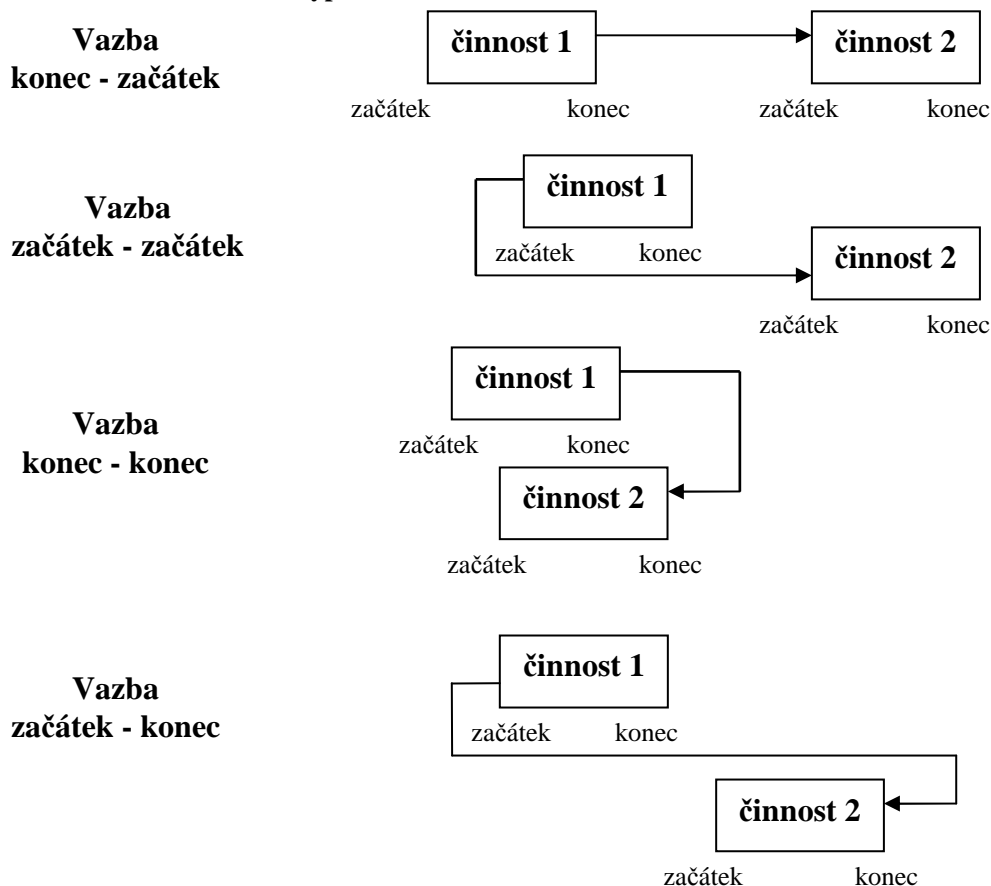 Vazba
konec - začátek
činnost 1
činnost 2
začátek konec začátek konec
Vazba
začátek - začátek
činnost 1
začátek konec
činnost 2
začátek konec
Vazba
konec - konec
činnost 1
začátek konec
činnost 2
začátek konec
Vazba
začátek - konec
činnost 1
začátek konec
činnost 2
začátek konec